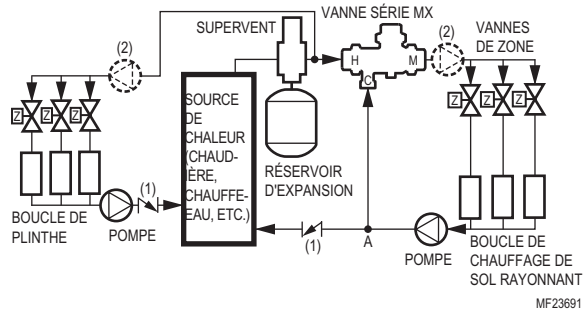 SUPERVENT
VANNE SÉRIE MX
(2)
(2)
VANNES
DE ZONE
H
M
C
Z
Z
Z
Z
Z
Z
SOURCE
DE
CHALEUR
(CHAUD-
IÈRE,
CHAUFFE-
EAU, ETC.)
RÉSERVOIR
D'EXPANSION
(1)
BOUCLE DE
PLINTHE
POMPE
(1)
A
POMPE
BOUCLE DE
CHAUFFAGE DE
SOL RAYONNANT
MF23691